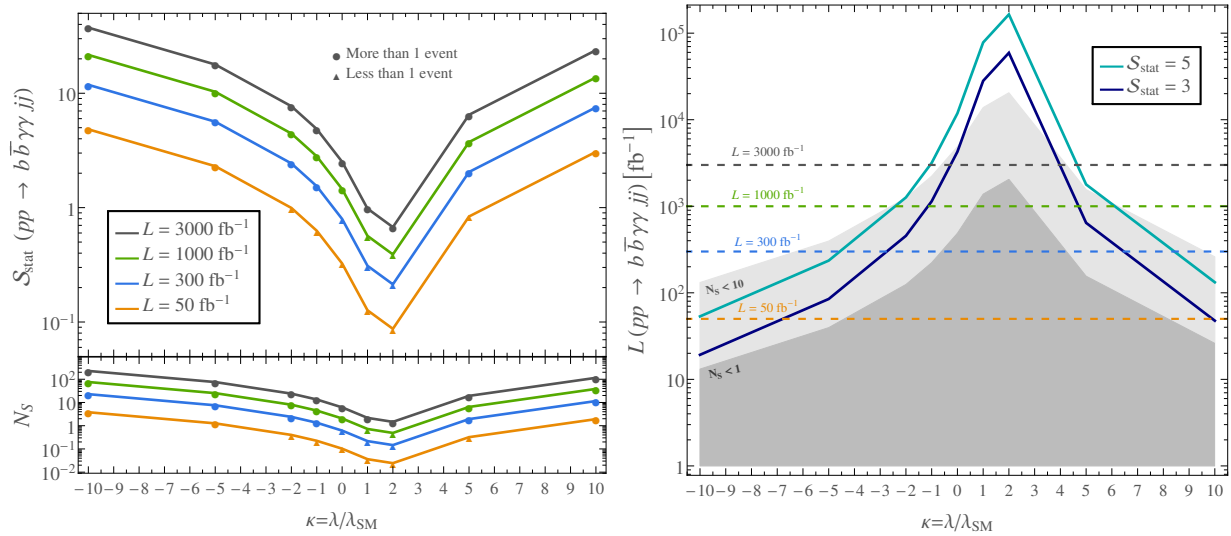 S_stat (pp → b b̅ γγ jj)
10
1
10⁻¹
● More than 1 event
▲ Less than 1 event
L = 3000 fb⁻¹
L = 1000 fb⁻¹
L = 300 fb⁻¹
L = 50 fb⁻¹
N_S
10²
10
1
10⁻¹
10⁻²
−10 −9 −8 −7 −6 −5 −4 −3 −2 −1 0 1 2 3 4 5 6 7 8 9 10
κ=λ/λ_SM
L (pp → b b̅ γγ jj) [fb⁻¹]
10⁵
10⁴
10³
10²
10
1
S_stat = 5
S_stat = 3
L = 3000 fb⁻¹
L = 1000 fb⁻¹
L = 300 fb⁻¹
L = 50 fb⁻¹
N_S < 10
N_S < 1
−10 −9 −8 −7 −6 −5 −4 −3 −2 −1 0 1 2 3 4 5 6 7 8 9 10
κ=λ/λ_SM